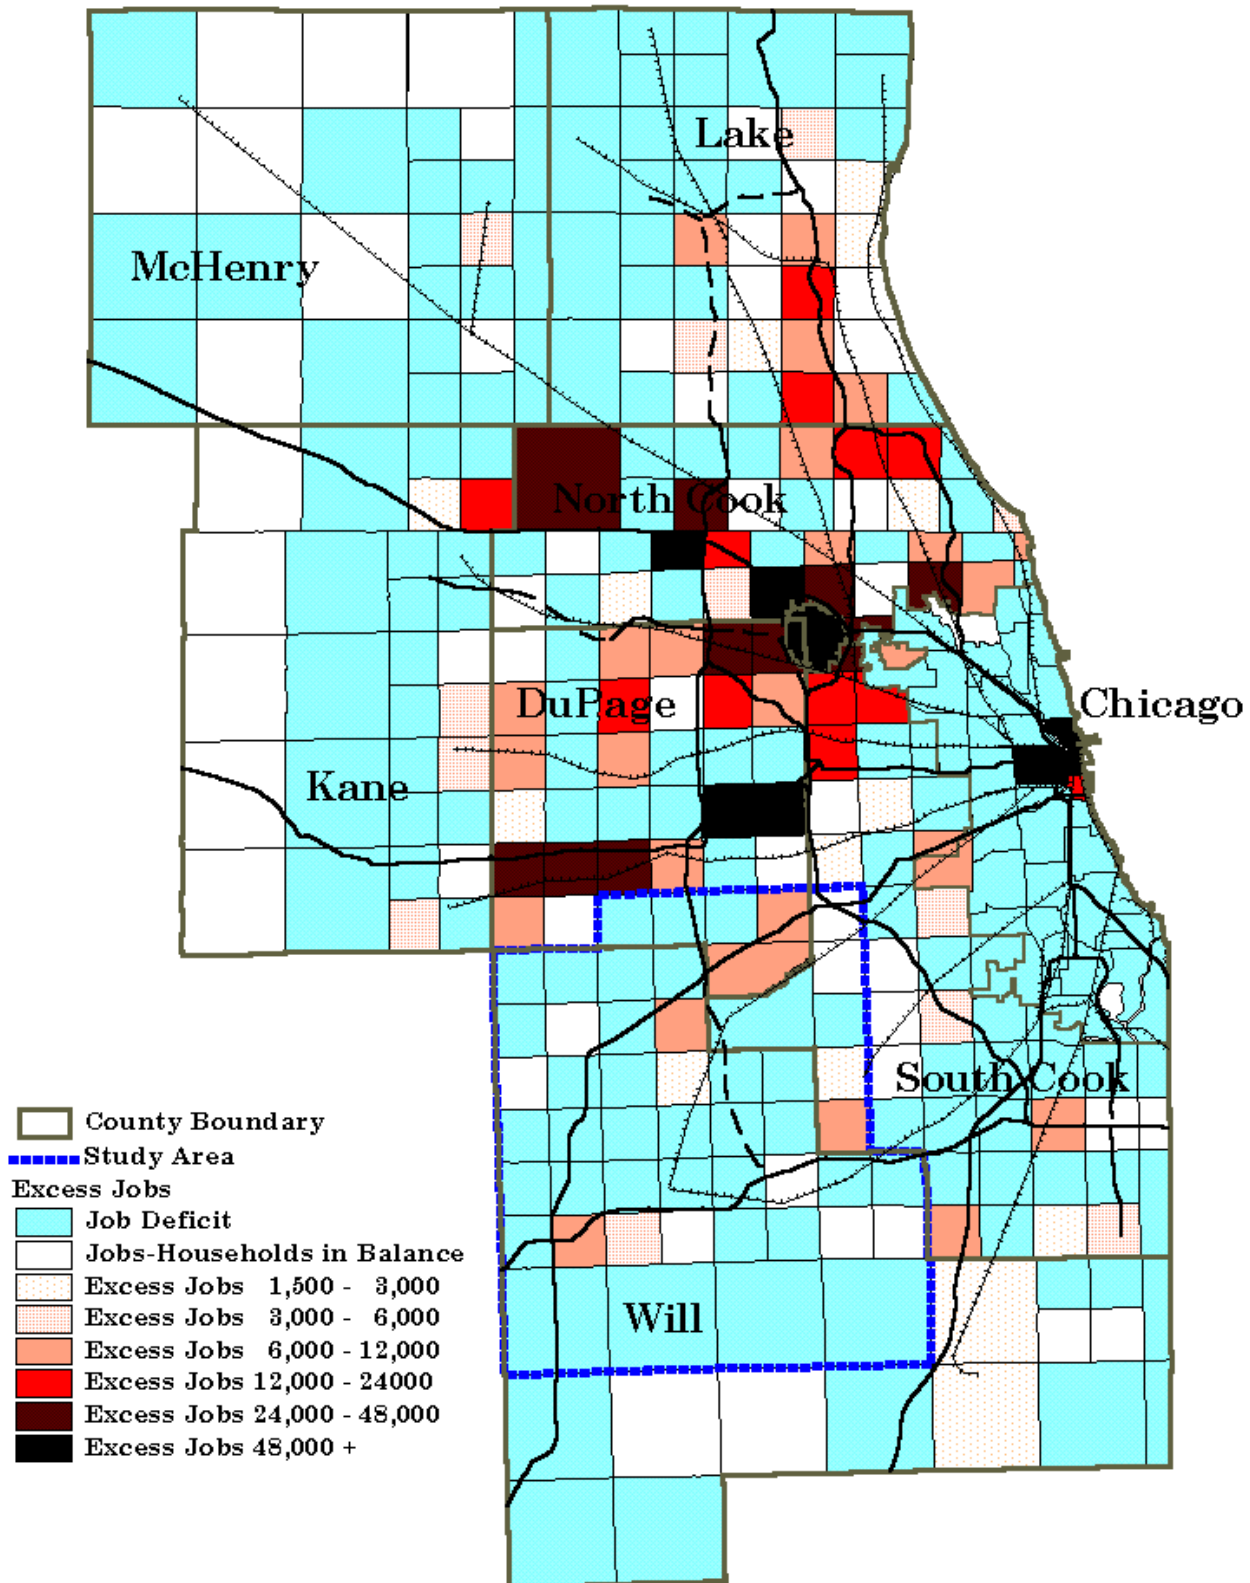 Lake
McHenry
North Cook
DuPage
Chicago
Kane
South Cook
Will
County Boundary
Study Area
Excess Jobs
Job Deficit
Jobs-Households in Balance
Excess Jobs 1,500 - 3,000
Excess Jobs 3,000 - 6,000
Excess Jobs 6,000 - 12,000
Excess Jobs 12,000 - 24000
Excess Jobs 24,000 - 48,000
Excess Jobs 48,000 +